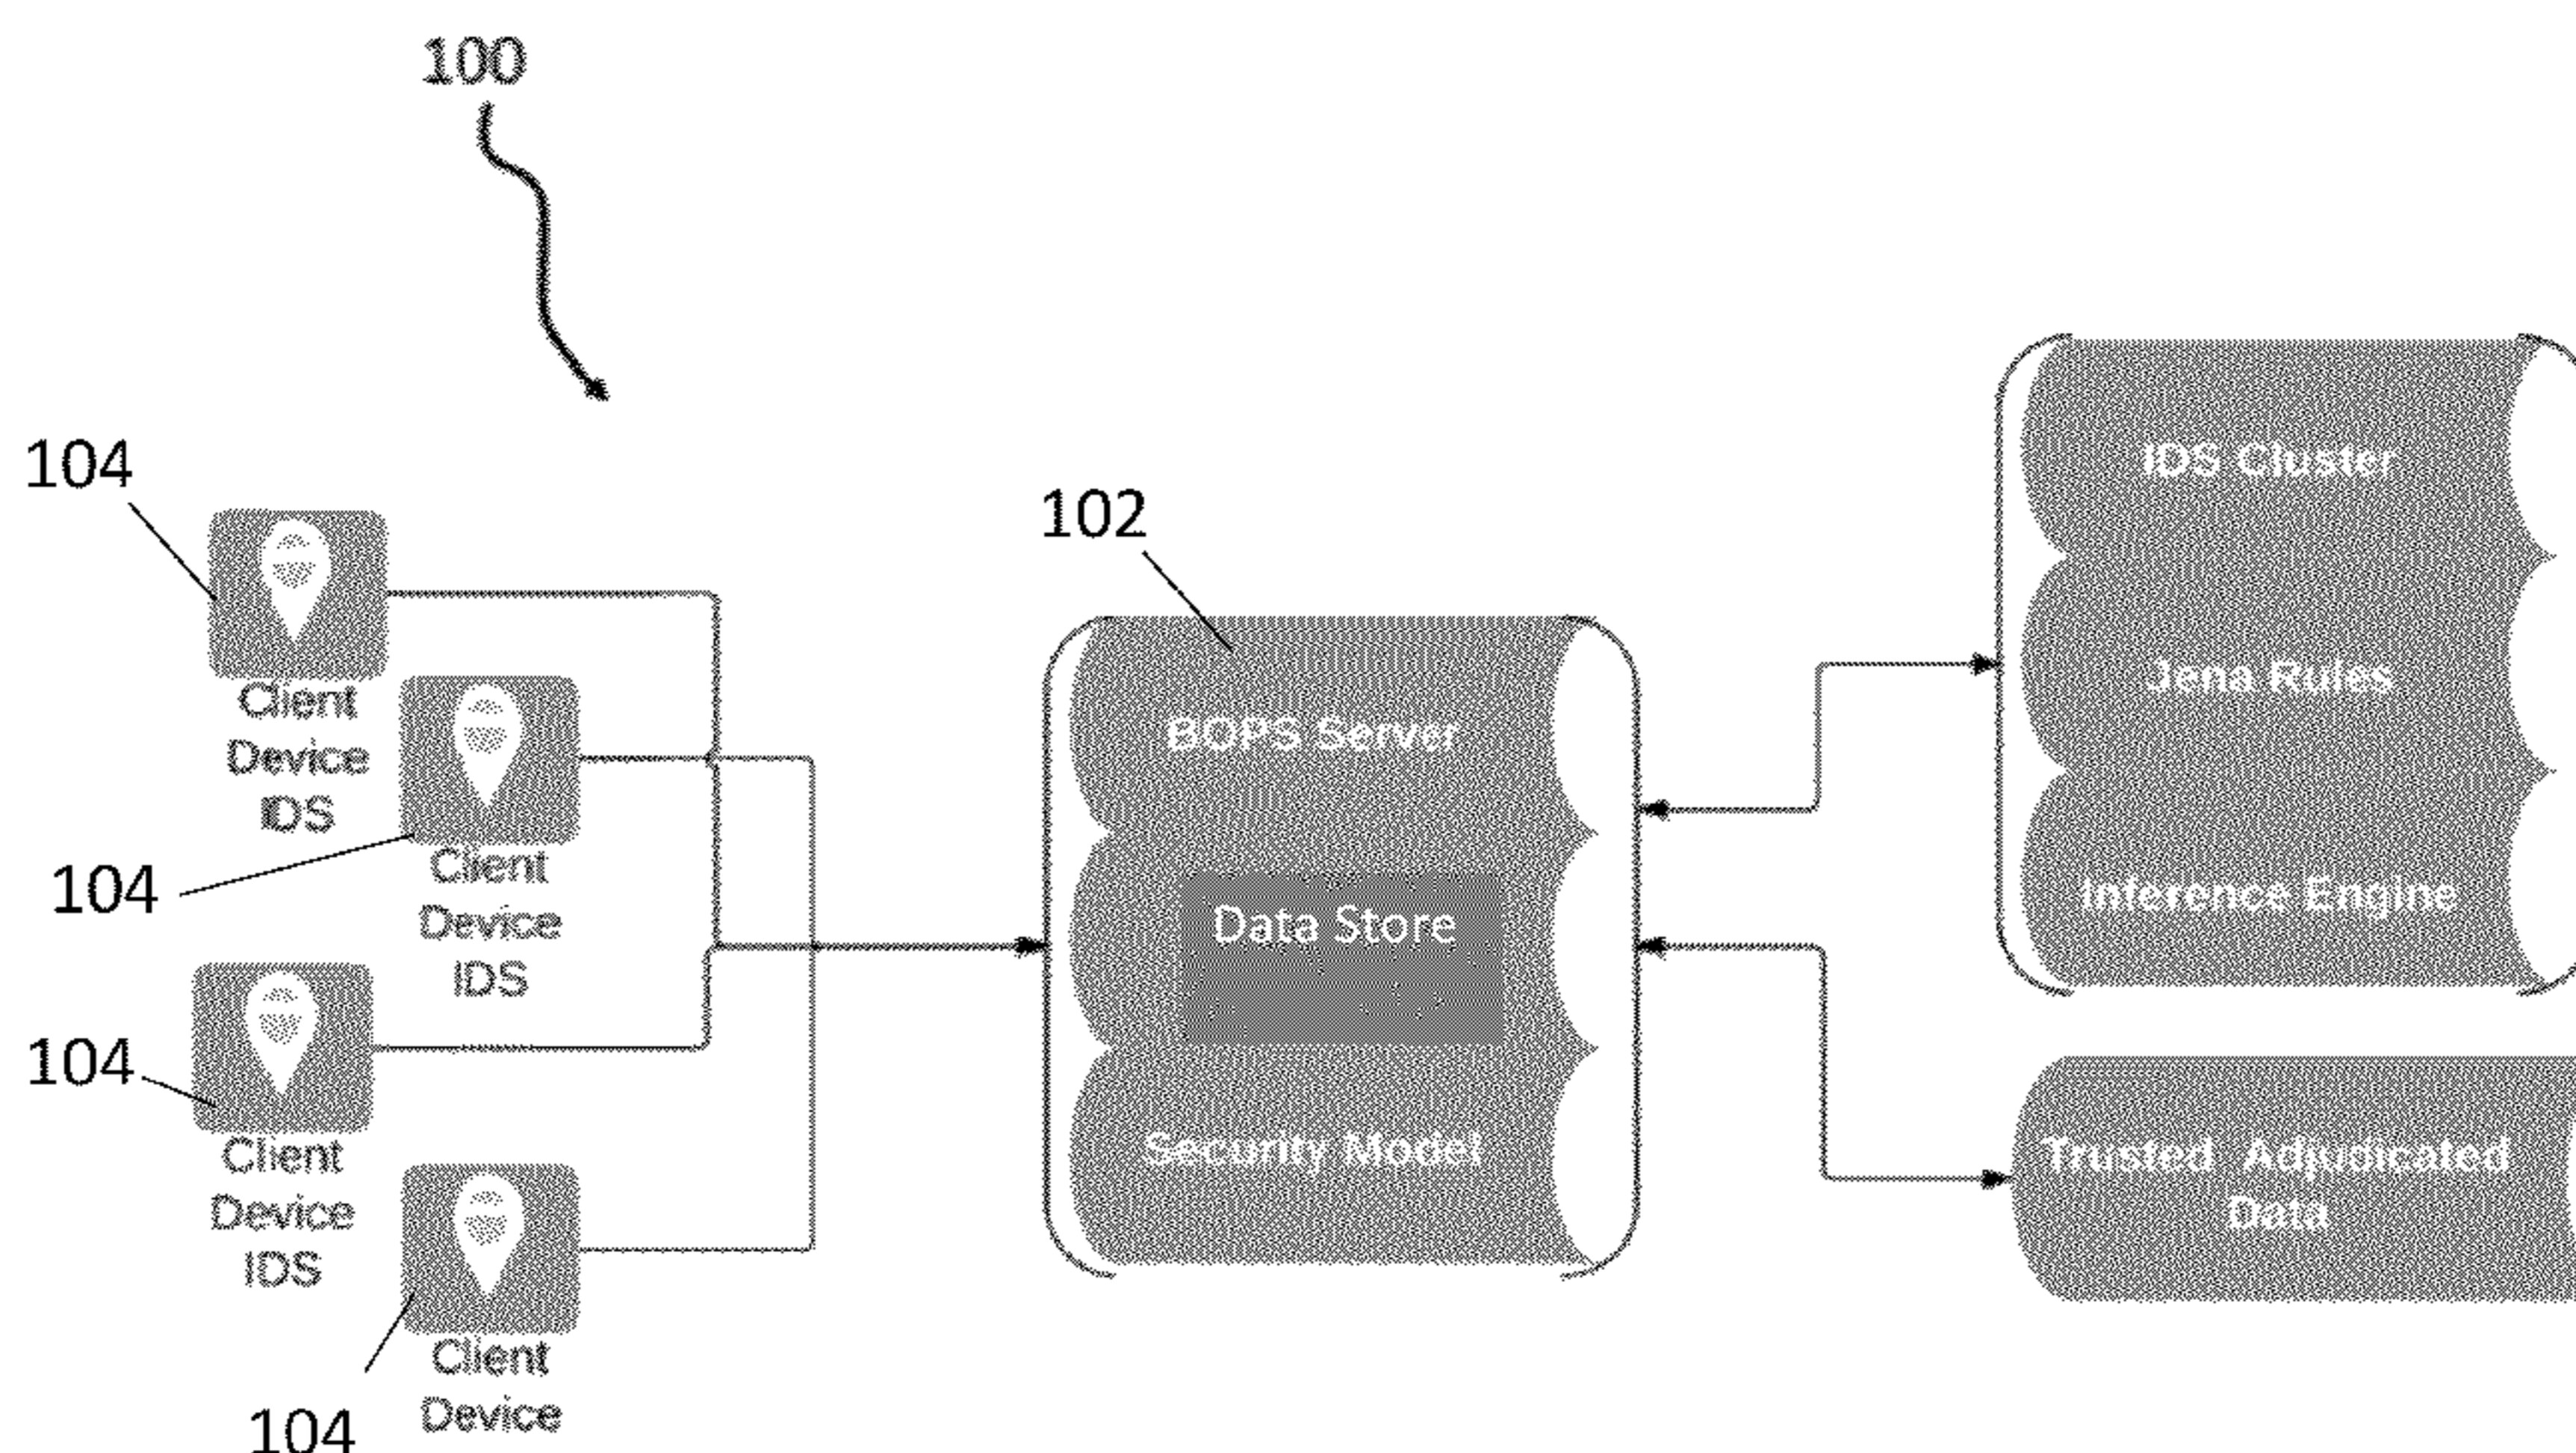 100
104
Client
Device
IDS
104
Client
Device
IDS
104
Client
Device
IDS
104
Client
Device
102
BOPS Server
Data Store
Security Model
IDS Cluster
Jena Rules
Inference Engine
Trusted Adjudicated
Data